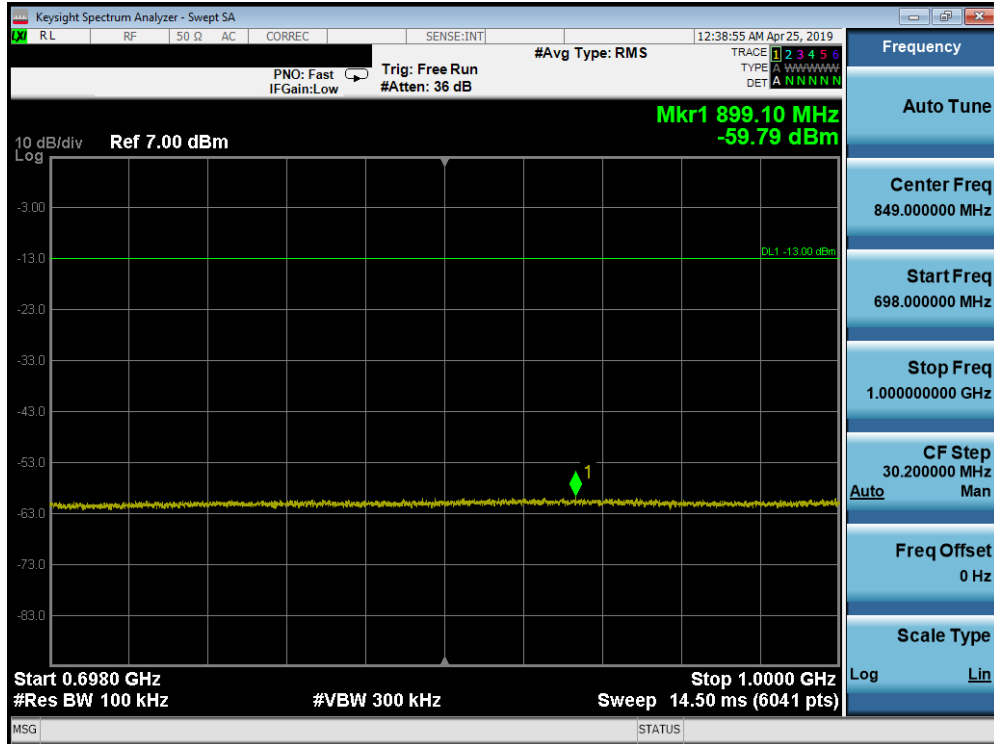 Keysight Spectrum Analyzer - Swept SA
LXI RL RF 50 Ω AC CORREC SENSE:INT 12:38:55 AM Apr 25, 2019
#Avg Type: RMS TRACE 1 2 3 4 5 6
PNO: Fast Trig: Free Run TYPE A WWWWW
IFGain:Low #Atten: 36 dB DET A N N N N N
Mkr1 899.10 MHz
-59.79 dBm
10 dB/div Ref 7.00 dBm
Log
-3.00
-13.0
DL1 -13.00 dBm
-23.0
-33.0
-43.0
-53.0
1
-63.0
-73.0
-83.0
Start 0.6980 GHz Stop 1.0000 GHz
#Res BW 100 kHz #VBW 300 kHz Sweep 14.50 ms (6041 pts)
MSG STATUS
Frequency
Auto Tune
Center Freq
849.000000 MHz
Start Freq
698.000000 MHz
Stop Freq
1.000000000 GHz
CF Step
30.200000 MHz
Auto Man
Freq Offset
0 Hz
Scale Type
Log Lin